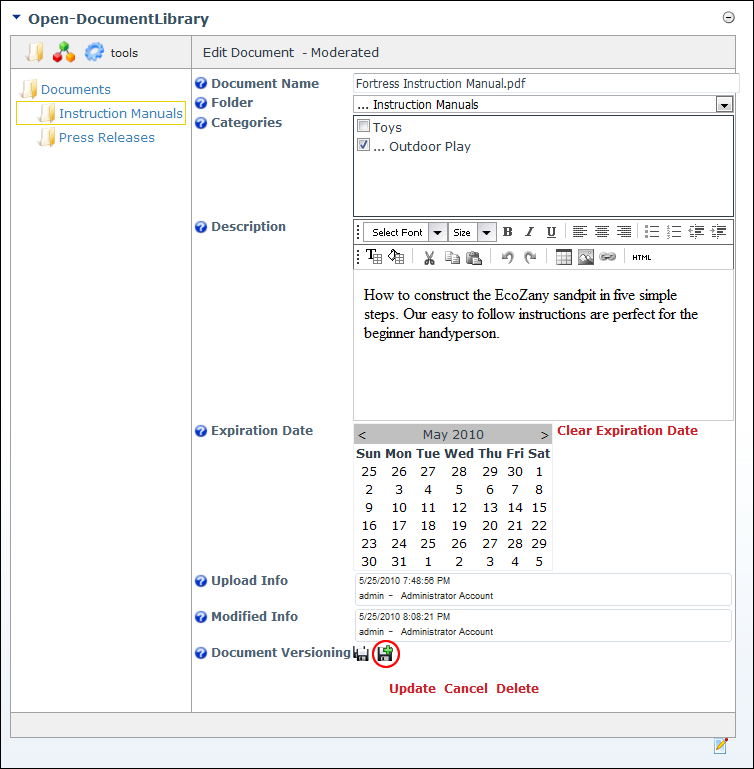 Open-DocumentLibrary
tools
Edit Document - Moderated
Documents
Instruction Manuals
Press Releases
Document Name
Fortress Instruction Manual.pdf
Folder
... Instruction Manuals
Categories
Toys
... Outdoor Play
Description
Select Font Size B I U
HTML
How to construct the EcoZany sandpit in five simple
steps. Our easy to follow instructions are perfect for the
beginner handyperson.
Expiration Date
< May 2010 >
Clear Expiration Date
Sun Mon Tue Wed Thu Fri Sat
25 26 27 28 29 30 1
2 3 4 5 6 7 8
9 10 11 12 13 14 15
16 17 18 19 20 21 22
23 24 25 26 27 28 29
30 31 1 2 3 4 5
Upload Info
5/25/2010 7:48:56 PM
admin - Administrator Account
Modified Info
5/25/2010 8:08:21 PM
admin - Administrator Account
Document Versioning
Update Cancel Delete